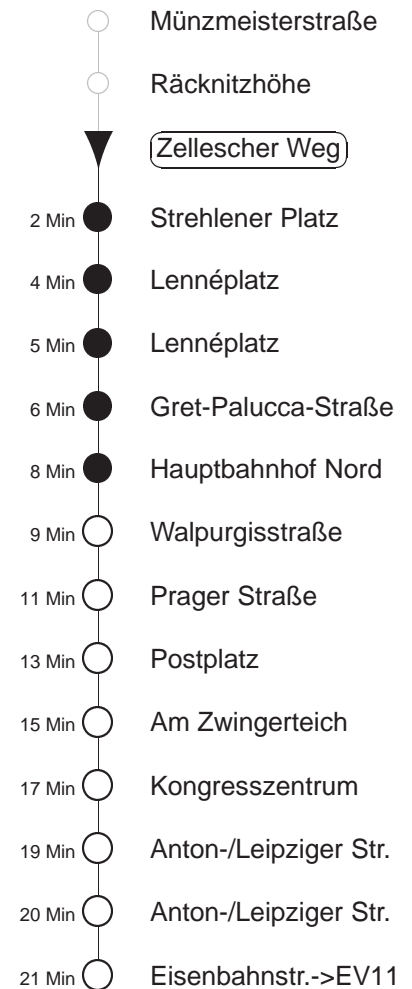 Münzmeisterstraße
Räcknitzhöhe
Zellescher Weg
2 Min Strehlener Platz
4 Min Lennéplatz
5 Min Lennéplatz
6 Min Gret-Palucca-Straße
8 Min Hauptbahnhof Nord
9 Min Walpurgisstraße
11 Min Prager Straße
13 Min Postplatz
15 Min Am Zwingerteich
17 Min Kongresszentrum
19 Min Anton-/Leipziger Str.
20 Min Anton-/Leipziger Str.
21 Min Eisenbahnstr.->EV11